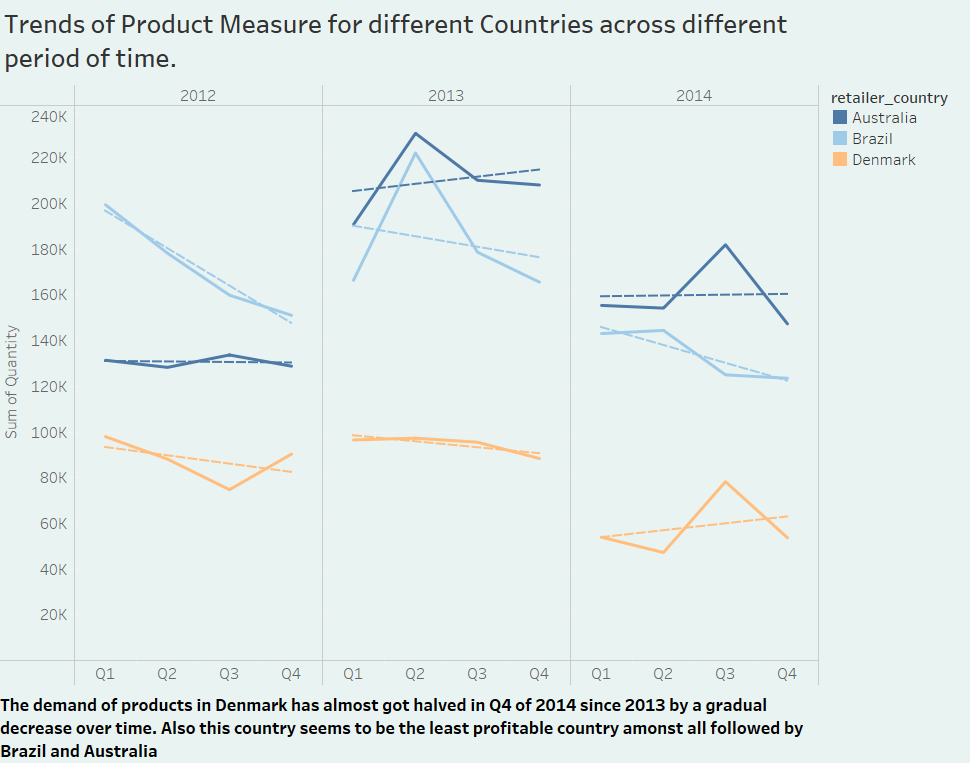 Trends of Product Measure for different Countries across different
period of time.
2012 2013 2014
retailer_country
Australia
Brazil
Denmark
240K
220K
200K
180K
160K
140K
120K
100K
80K
60K
40K
20K
Sum of Quantity
Q1 Q2 Q3 Q4 Q1 Q2 Q3 Q4 Q1 Q2 Q3 Q4
The demand of products in Denmark has almost got halved in Q4 of 2014 since 2013 by a gradual
decrease over time. Also this country seems to be the least profitable country amonst all followed by
Brazil and Australia